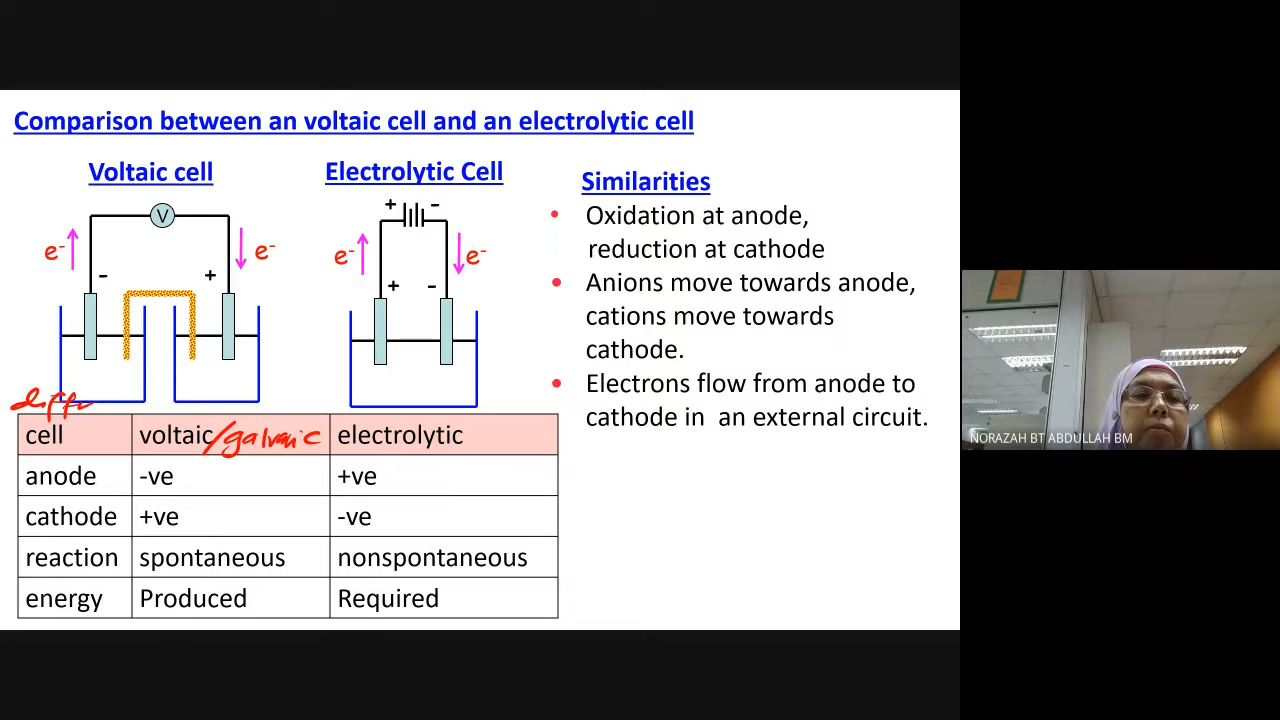 Comparison between an voltaic cell and an electrolytic cell
Voltaic cell
Electrolytic Cell
V
e-
e-
-
+
+
-
e-
e-
+
-
Similarities
• Oxidation at anode,
reduction at cathode
• Anions move towards anode,
cations move towards
cathode.
• Electrons flow from anode to
cathode in an external circuit.
diff
cell voltaic/galvanic electrolytic
anode -ve +ve
cathode +ve -ve
reaction spontaneous nonspontaneous
energy Produced Required
NORAZAH BT ABDULLAH BM